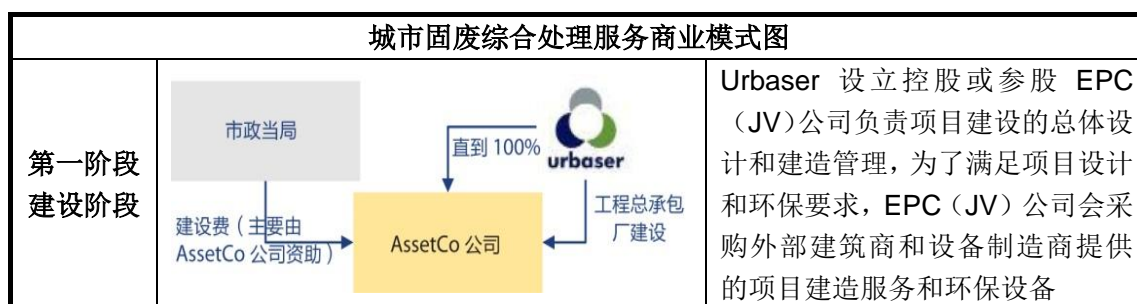 城市固废综合处理服务商业模式图
第一阶段
建设阶段
市政当局
直到 100%
urbaser
建设费（主要由
AssetCo 公司资助）
AssetCo 公司
工程总承包
厂建设
Urbaser 设立控股或参股 EPC
（JV）公司负责项目建设的总体设
计和建造管理，为了满足项目设计
和环保要求，EPC（JV）公司会采
购外部建筑商和设备制造商提供
的项目建造服务和环保设备